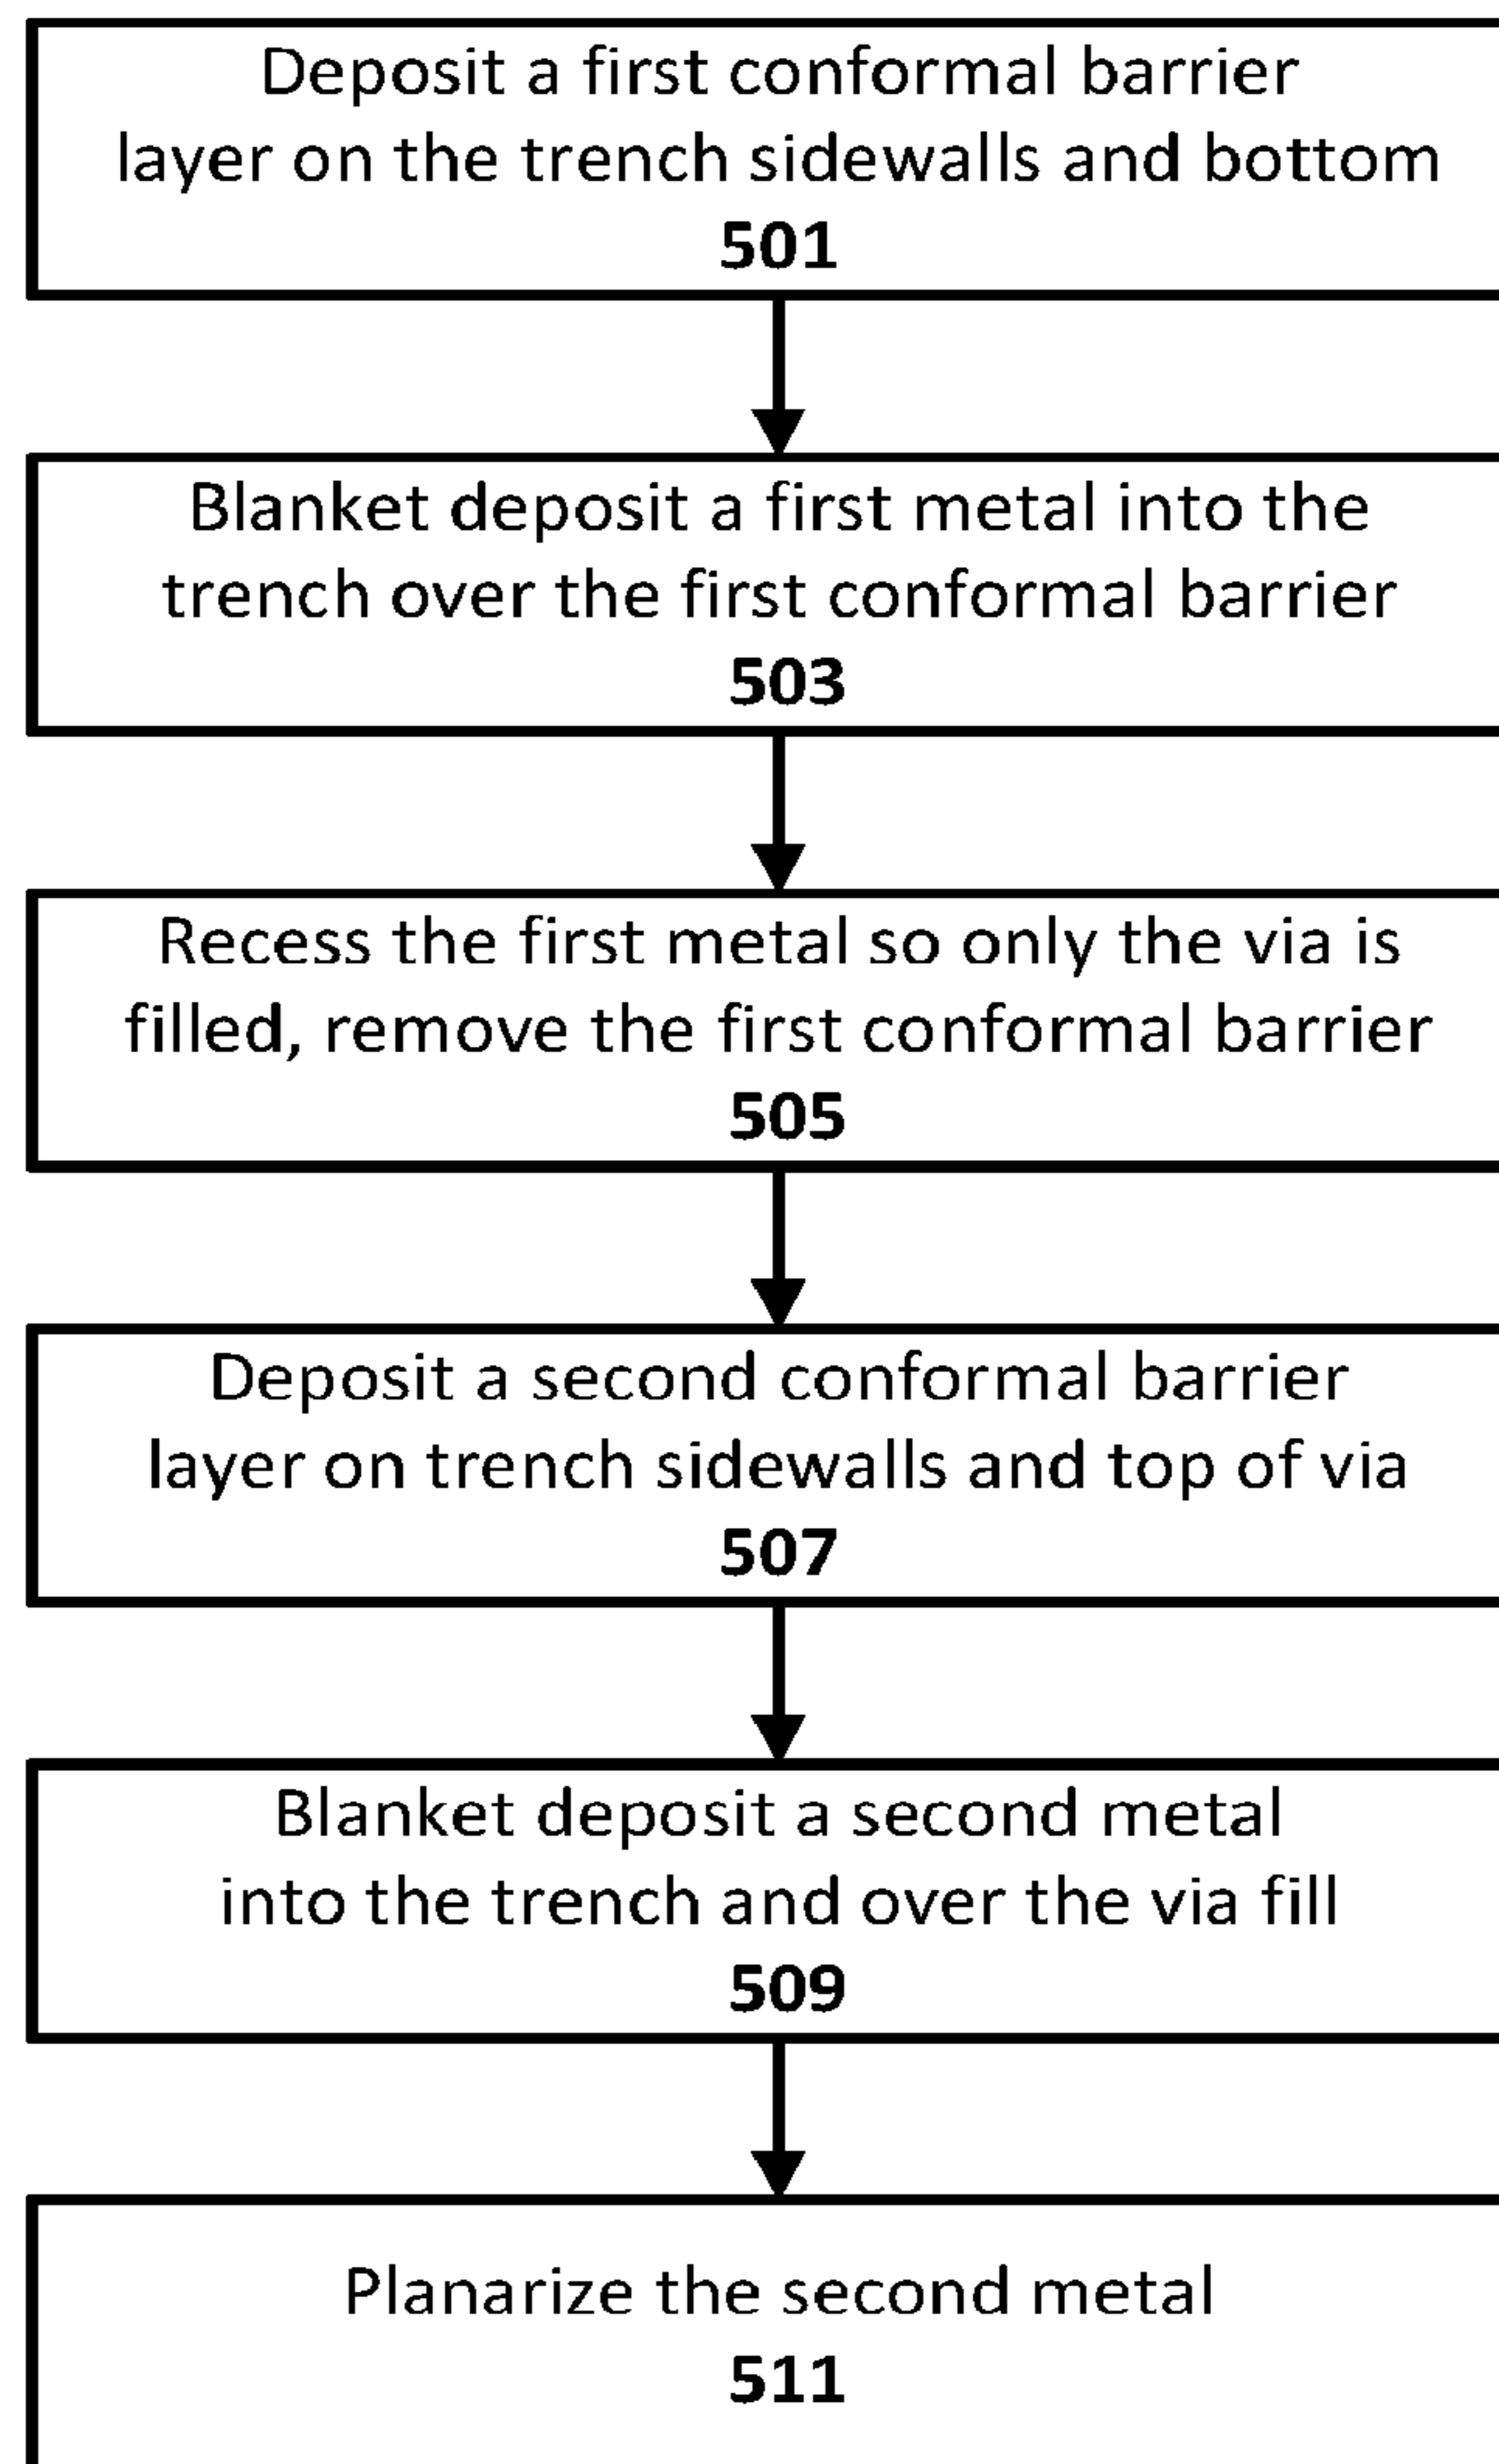 Deposit a first conformal barrier
layer on the trench sidewalls and bottom
501
Blanket deposit a first metal into the
trench over the first conformal barrier
503
Recess the first metal so only the via is
filled, remove the first conformal barrier
505
Deposit a second conformal barrier
layer on trench sidewalls and top of via
507
Blanket deposit a second metal
into the trench and over the via fill
509
Planarize the second metal
511